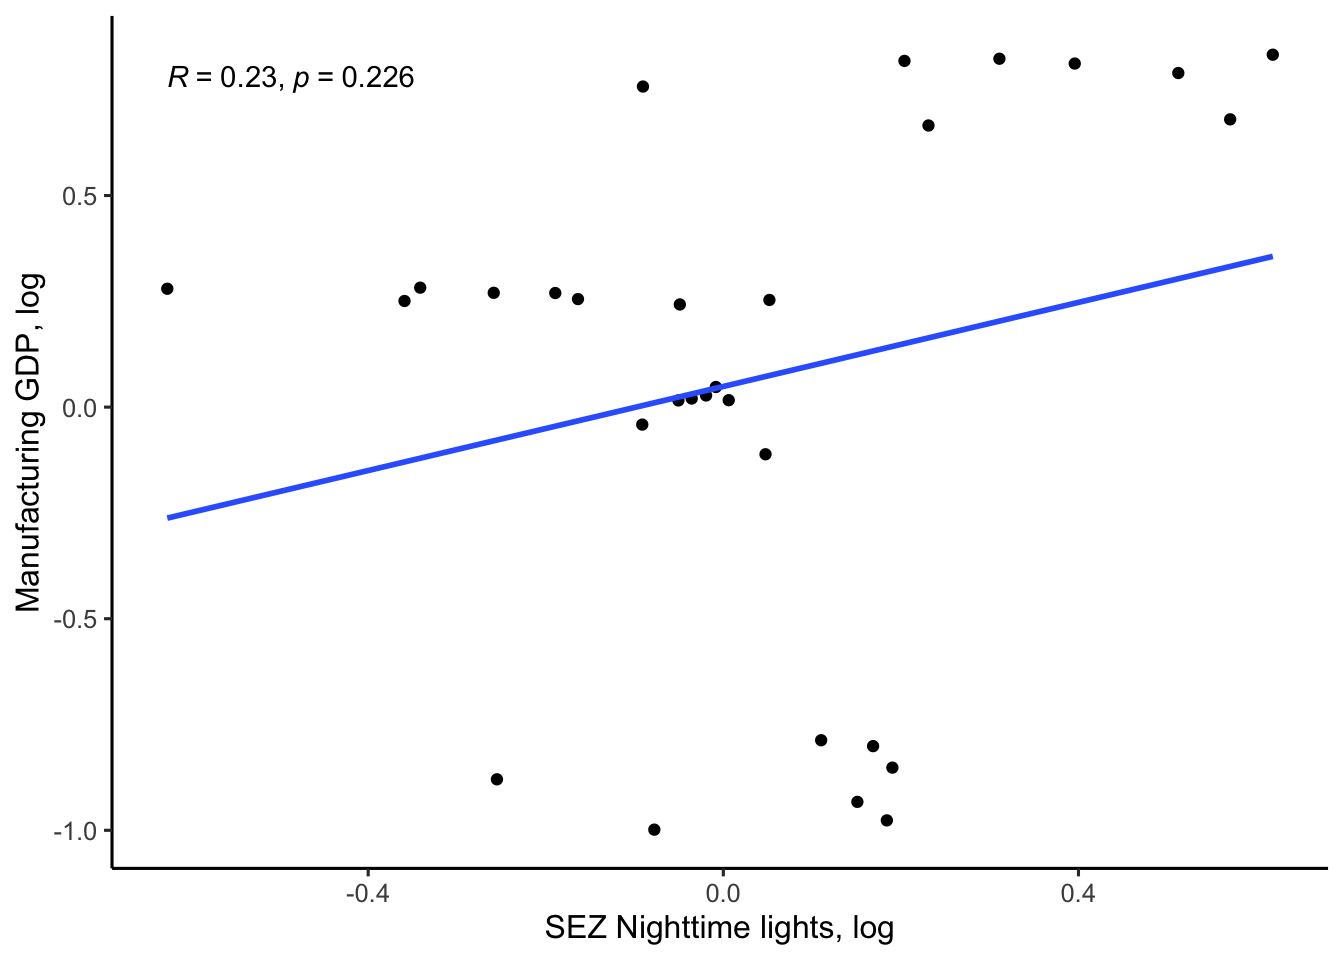 R = 0.23, p = 0.226
0.5
0.0
-0.5
-1.0
Manufacturing GDP, log
-0.4
0.0
0.4
SEZ Nighttime lights, log